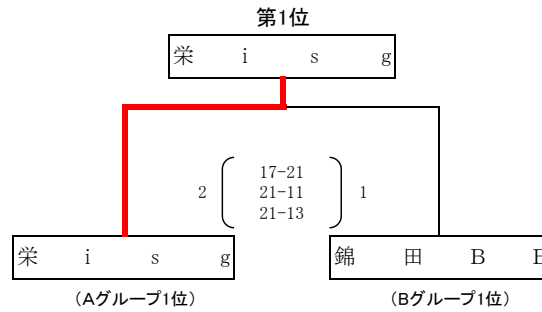 第1位
栄 i s g
17-21
2 21-11 1
21-13
栄 i s g
錦 田 B
(Aグループ1位)
(Bグループ1位)